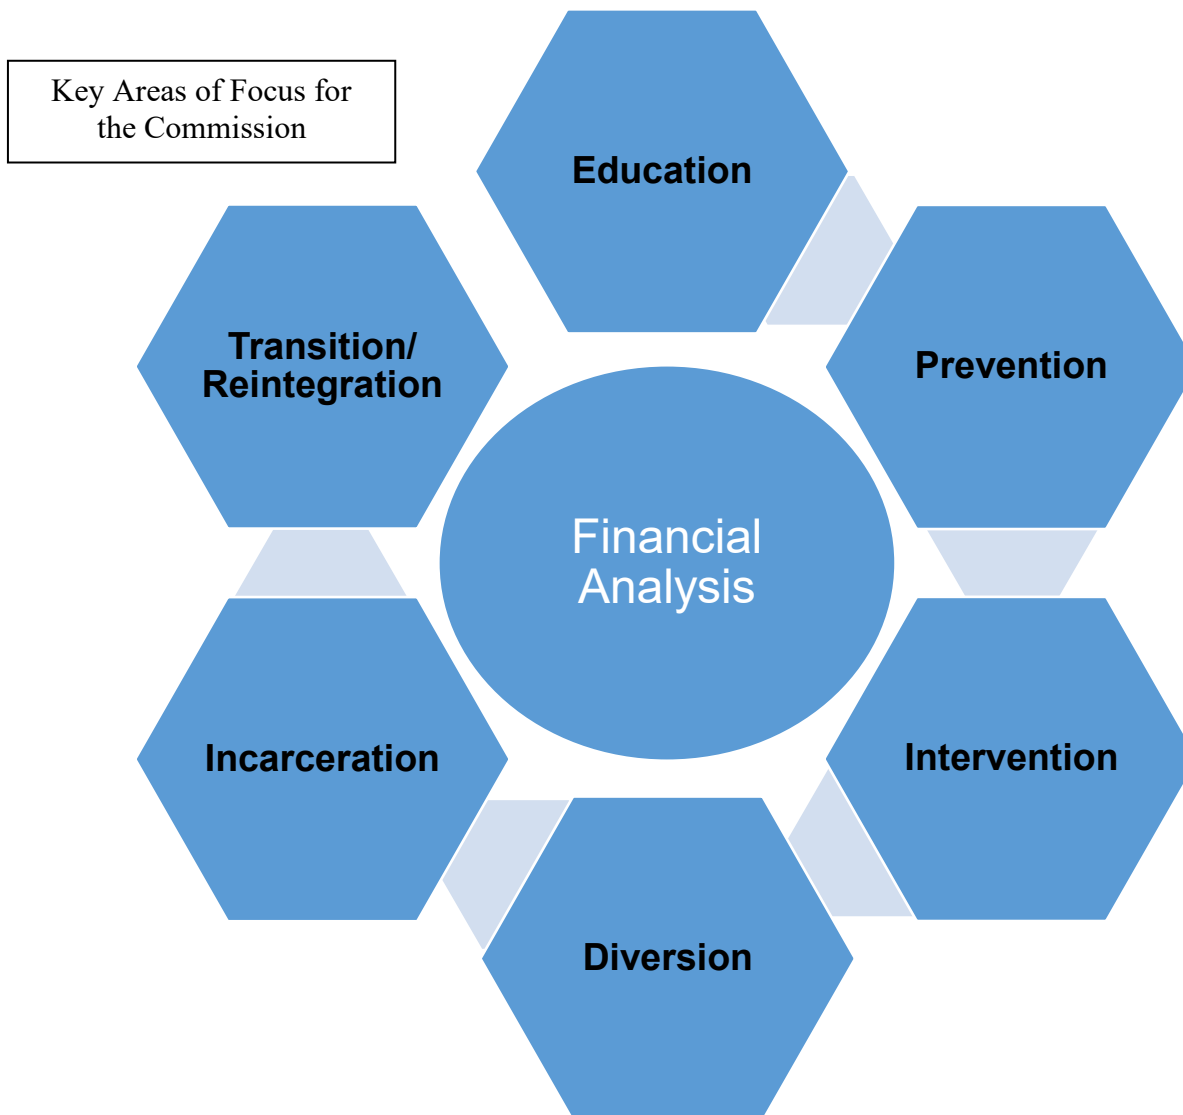 Key Areas of Focus for
the Commission
Education
Prevention
Transition/
Reintegration
Financial
Analysis
Intervention
Incarceration
Diversion